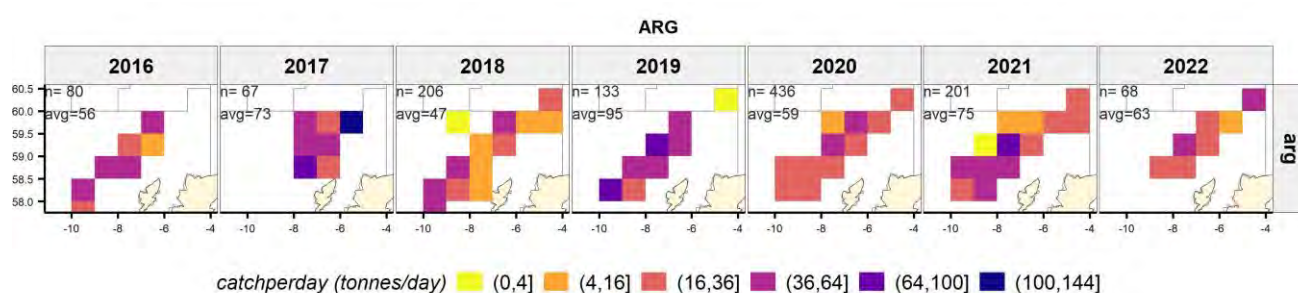 ARG
2016 2017 2018 2019 2020 2021 2022
60.5 n= 80 n= 67 n= 206 n= 133 n= 436 n= 201 n= 68
60.0 avg=56 avg=73 avg=47 avg=95 avg=59 avg=75 avg=63
59.5
59.0 arg
58.5
58.0
-10 -8 -6 -4 -10 -8 -6 -4 -10 -8 -6 -4 -10 -8 -6 -4 -10 -8 -6 -4 -10 -8 -6 -4 -10 -8 -6 -4
catchperday (tonnes/day) (0,4] (4,16] (16,36] (36,64] (64,100] (100,144]